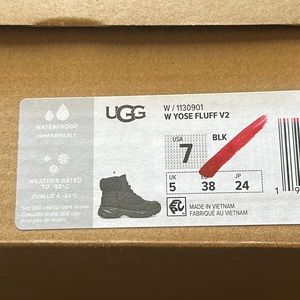 WATERPROOF
IMPERMÉABLE
WEATHER RATED
TO -32°C
ÉVALUÉ À -32°C
UGG
W / 1130901
W YOSE FLUFF V2
USA
7
BLK
UK
5
38
JP
24
MADE IN VIETNAM
FABRIQUÉ AU VIETNAM